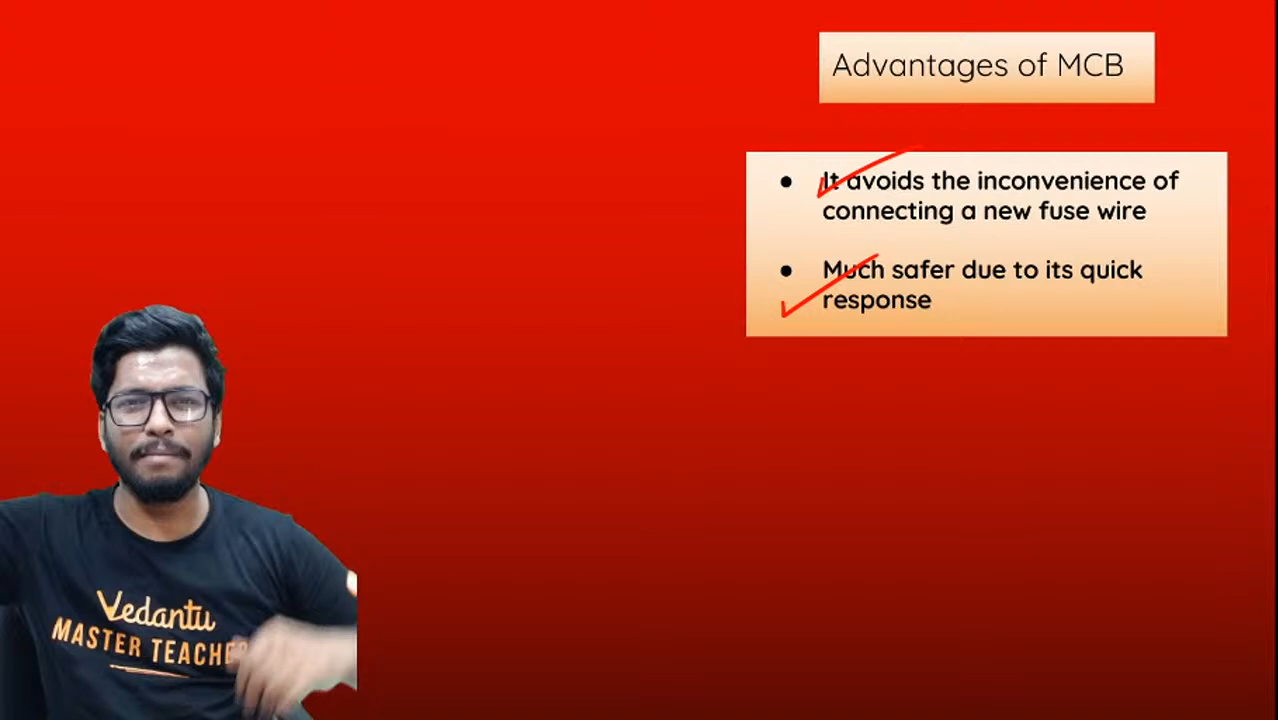 Advantages of MCB
● It avoids the inconvenience of
connecting a new fuse wire
● Much safer due to its quick
response
Vedantu
MASTER TEACHE